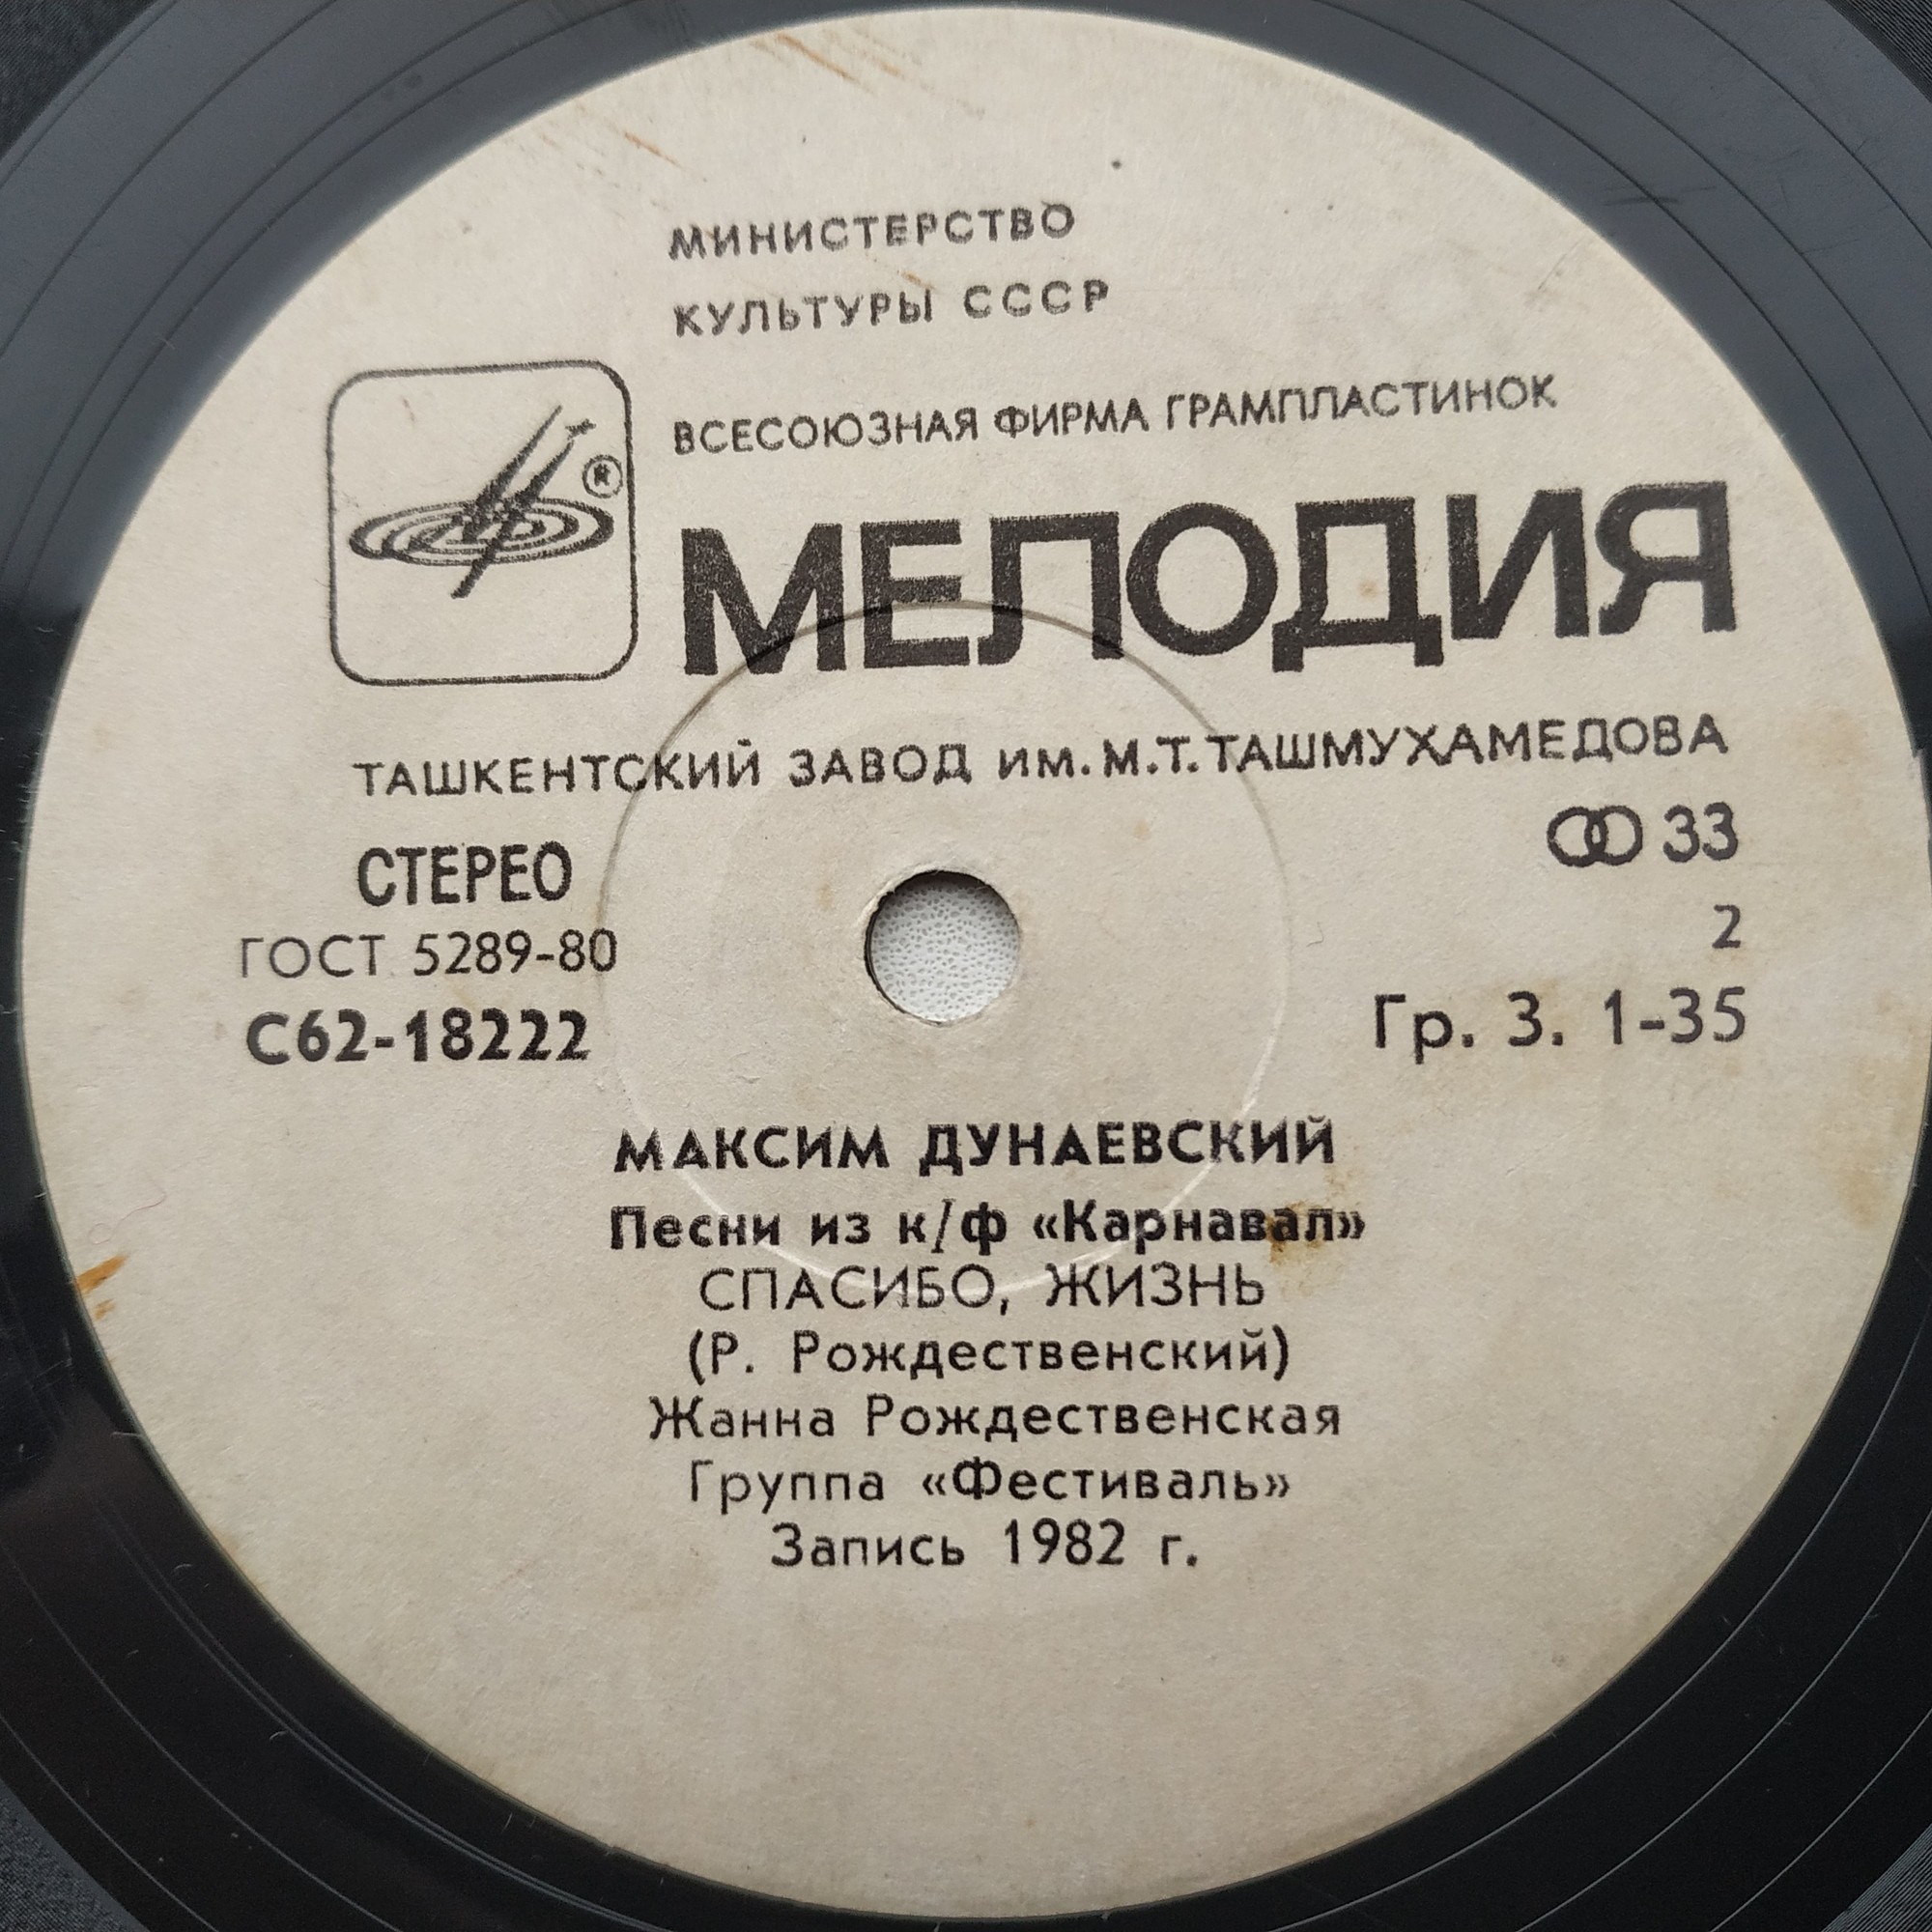 МИНИСТЕРСТВО
КУЛЬТУРЫ СССР
ВСЕСОЮЗНАЯ ФИРМА ГРАМПЛАСТИНОК
®
МЕЛОДИЯ
ТАШКЕНТСКИЙ ЗАВОД ИМ. М.Т. ТАШМУХАМЕДОВА
СТЕРЕО 33
ГОСТ 5289-80 2
С62-18222 Гр. 3. 1-35
МАКСИМ ДУНАЕВСКИЙ
Песни из к/ф «Карнавал»
СПАСИБО, ЖИЗНЬ
(Р. Рождественский)
Жанна Рождественская
Группа «Фестиваль»
Запись 1982 г.